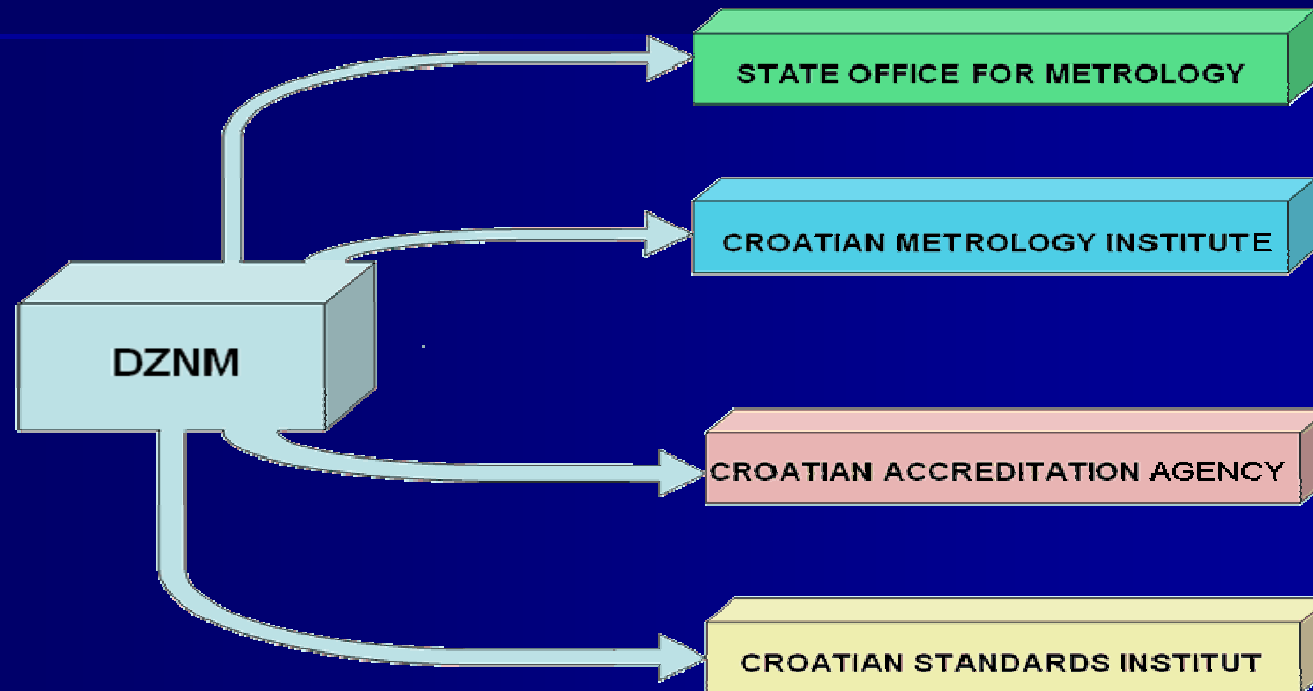 STATE OFFICE FOR METROLOGY
CROATIAN METROLOGY INSTITUTE
DZNM
CROATIAN ACCREDITATION AGENCY
CROATIAN STANDARDS INSTITUT